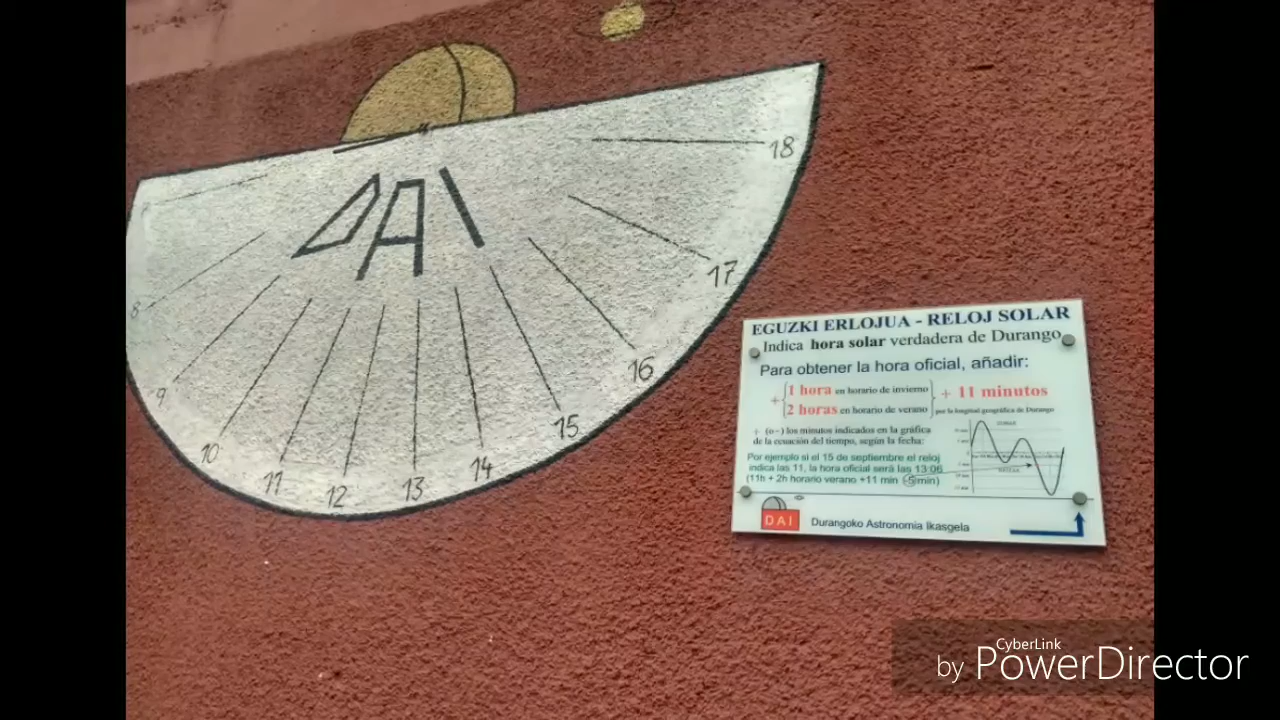 DAI
18
17
16
15
14
13
12
11
10
9
8
EGUZKI ERLOJUA - RELOJ SOLAR
Indica hora solar verdadera de Durango
Para obtener la hora oficial, añadir:
+ 1 hora en horario de invierno + 11 minutos
2 horas en horario de verano por la longitud geográfica de Durango
+ (o -) los minutos indicados en la gráfica
de la ecuación del tiempo, según la fecha:
Por ejemplo si el 15 de septiembre el reloj
indica las 11, la hora oficial será las 13:06
(11h + 2h horario verano +11 min -5 min)
DAI Durangoko Astronomia Ikasgela
CyberLink
by PowerDirector